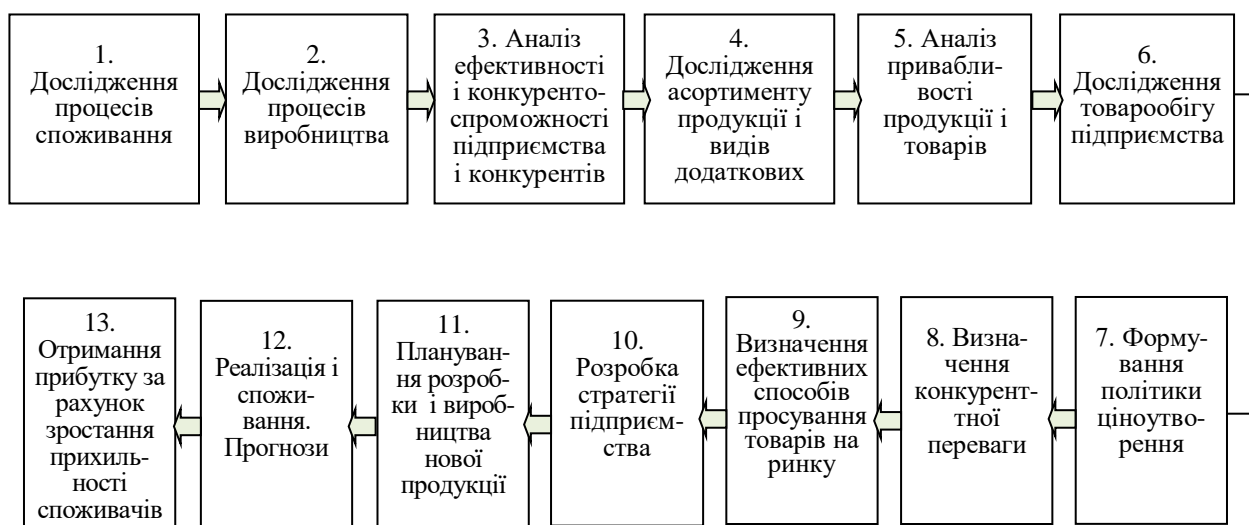 1.
Дослідження
процесів
споживання
2.
Дослідження
процесів
виробництва
3. Аналіз
ефективності
і конкуренто-
спроможності
підприємства
і конкурентів
4.
Дослідження
асортименту
продукції і
видів
додаткових
5. Аналіз
привабли-
вості
продукції і
товарів
6.
Дослідження
товарообігу
підприємства
7. Форму-
вання
політики
ціноутво-
рення
8. Визна-
чення
конкурент-
тної
переваги
9.
Визначення
ефективних
способів
просування
товарів на
ринку
10.
Розробка
стратегії
підприєм-
ства
11.
Плануван-
ня розроб-
ки і вироб-
ництва
нової
продукції
12.
Реалізація і
спожи-
вання.
Прогнози
13.
Отримання
прибутку за
рахунок
зростання
прихиль-
ності
споживачів